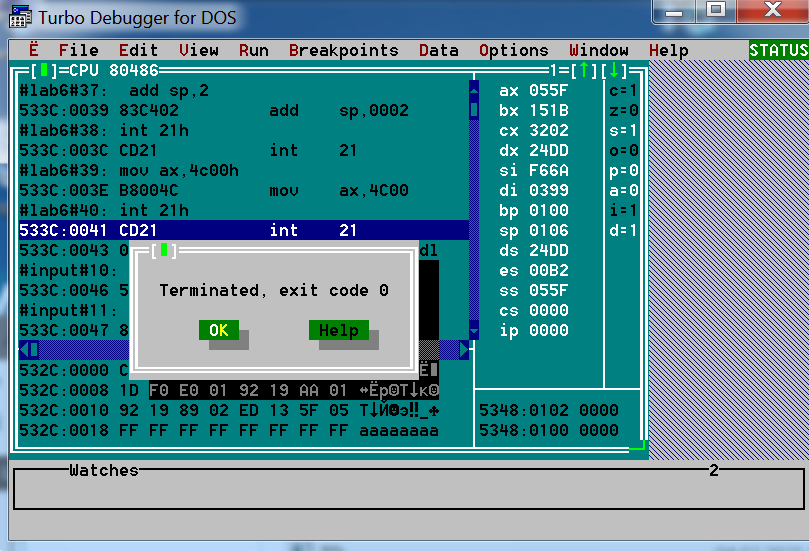 Turbo Debugger for DOS
Ë File Edit View Run Breakpoints Data Options Window Help STATUS
[▮]=CPU 80486 1=[↑][↓]
#lab6#37: add sp,2 ax 055F c=1
533C:0039 83C402 add sp,0002 bx 151B z=0
#lab6#38: int 21h cx 3202 s=1
533C:003C CD21 int 21 dx 24DD o=0
#lab6#39: mov ax,4c00h si F66A p=0
533C:003E B8004C mov ax,4C00 di 0399 a=0
#lab6#40: int 21h bp 0100 i=1
533C:0041 CD21 int 21 sp 0106 d=1
533C:0043 0 dl ds 24DD
#input#10: es 00B2
533C:0046 5 ss 055F
#input#11: cs 0000
533C:0047 8 ip 0000
[▮]
Terminated, exit code 0
OK Help
532C:0000 C Ë
532C:0008 1D F0 E0 01 92 19 AA 01 ↔Ëр☺Т↓к☺
532C:0010 92 19 89 02 ED 13 5F 05 Т↓Й☻э‼_♣ 5348:0102 0000
532C:0018 FF FF FF FF FF FF FF FF aaaaaaaa 5348:0100 0000
Watches 2